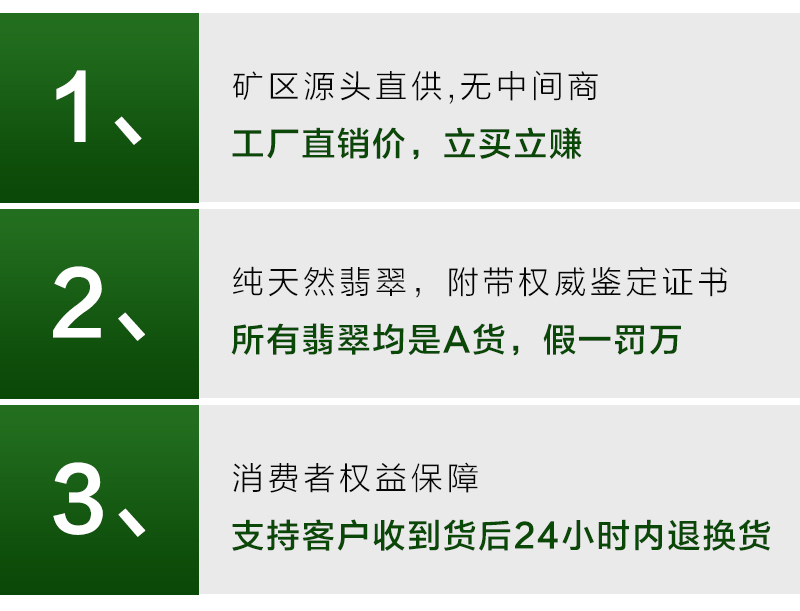 1、
矿区源头直供,无中间商
工厂直销价，立买立赚
2、
纯天然翡翠，附带权威鉴定证书
所有翡翠均是A货，假一罚万
3、
消费者权益保障
支持客户收到货后24小时内退换货